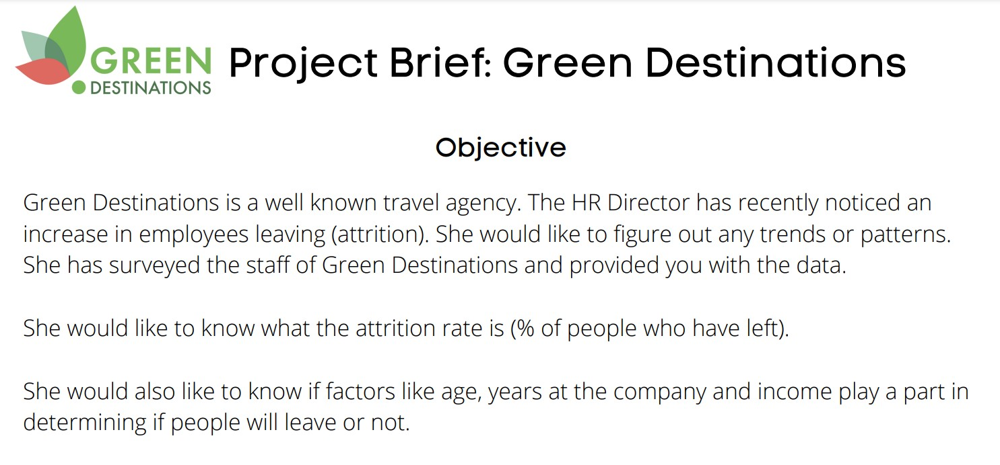 GREEN
DESTINATIONS
Project Brief: Green Destinations
Objective
Green Destinations is a well known travel agency. The HR Director has recently noticed an
increase in employees leaving (attrition). She would like to figure out any trends or patterns.
She has surveyed the staff of Green Destinations and provided you with the data.
She would like to know what the attrition rate is (% of people who have left).
She would also like to know if factors like age, years at the company and income play a part in
determining if people will leave or not.